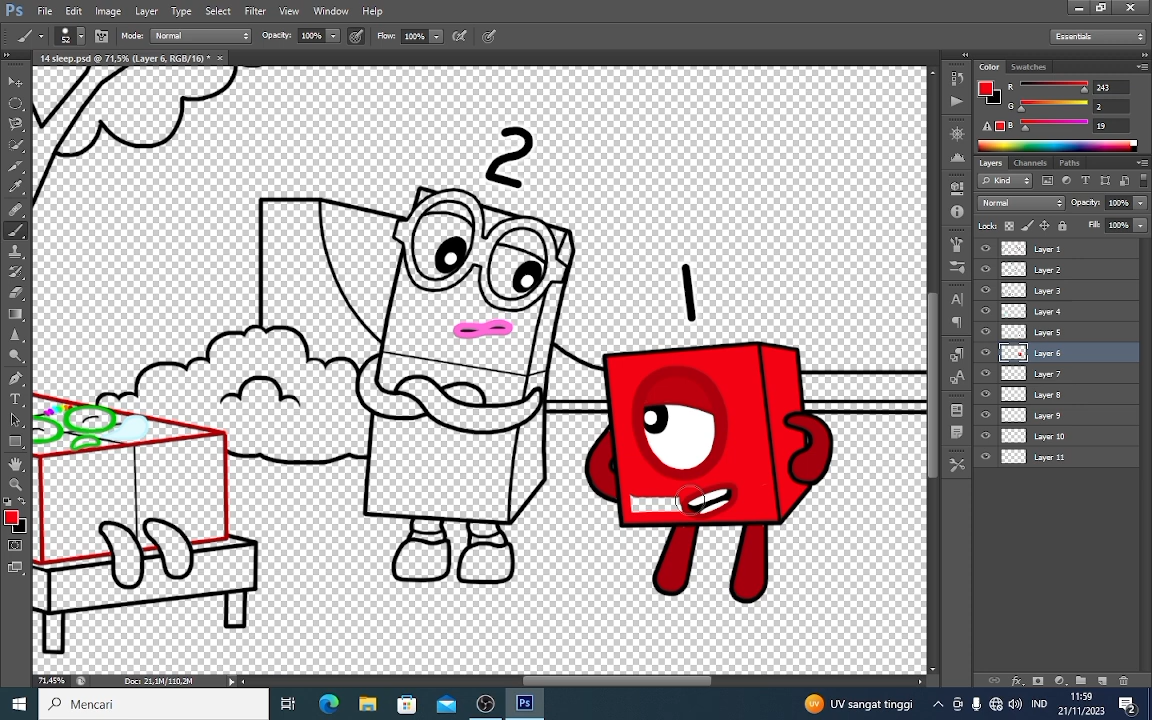 Ps File Edit Image Layer Type Select Filter View Window Help
52 Mode: Normal Opacity: 100% Flow: 100% Essentials
14 sleep.psd @ 71,5% (Layer 6, RGB/16) * ×
Color Swatches
R 243
G 2
B 19
Layers Channels Paths
Kind
Normal Opacity: 100%
Lock: Fill: 100%
Layer 1
Layer 2
Layer 3
Layer 4
Layer 5
Layer 6
Layer 7
Layer 8
Layer 9
Layer 10
Layer 11
2
1
71,45% Doc: 21,1M/110,2M
Mencari Ps UV UV sangat tinggi IND 11:59
21/11/2023 2